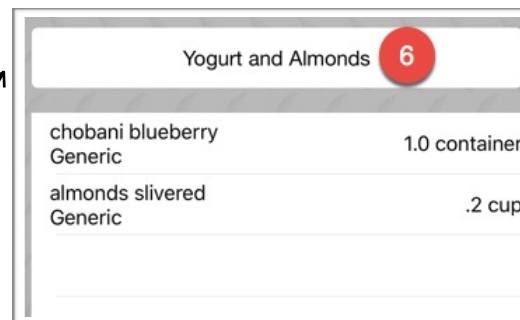 Yogurt and Almonds 6
chobani blueberry
Generic
1.0 container
almonds slivered
Generic
.2 cup